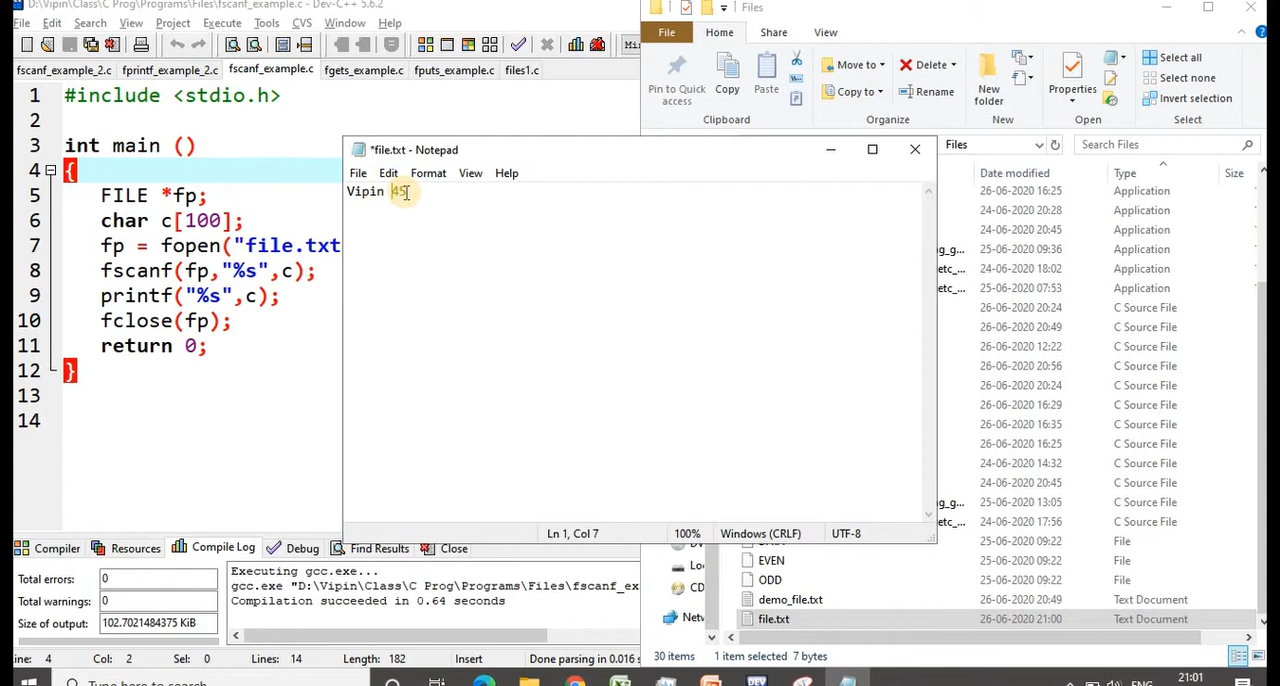 D:\Vipin\Class\C Prog\Programs\Files\fscanf_example.c - Dev-C++ 5.6.2
File Edit Search View Project Execute Tools CVS Window Help
fscanf_example_2.c fprintf_example_2.c fscanf_example.c fgets_example.c fputs_example.c files1.c
1 #include <stdio.h>
2
3 int main ()
4 {
5 FILE *fp;
6 char c[100];
7 fp = fopen("file.txt
8 fscanf(fp,"%s",c);
9 printf("%s",c);
10 fclose(fp);
11 return 0;
12 }
13
14
*file.txt - Notepad
File Edit Format View Help
Vipin 45
Ln 1, Col 7 100% Windows (CRLF) UTF-8
Compiler Resources Compile Log Debug Find Results Close
Total errors: 0
Total warnings: 0
Size of output: 102.7021484375 KiB
Executing gcc.exe...
gcc.exe "D:\Vipin\Class\C Prog\Programs\Files\fscanf_ex
Compilation succeeded in 0.64 seconds
Line: 4 Col: 2 Sel: 0 Lines: 14 Length: 182 Insert Done parsing in 0.016 s
Type here to search
Files
File Home Share View
Pin to Quick access
Copy
Paste
Move to
Copy to
Delete
Rename
New folder
Properties
Select all
Select none
Invert selection
Clipboard Organize New Open Select
Files Search Files
Date modified Type Size
26-06-2020 16:25 Application
24-06-2020 20:28 Application
24-06-2020 20:45 Application
25-06-2020 09:36 Application
24-06-2020 18:02 Application
25-06-2020 07:53 Application
26-06-2020 20:24 C Source File
26-06-2020 20:49 C Source File
26-06-2020 12:22 C Source File
26-06-2020 20:56 C Source File
26-06-2020 20:24 C Source File
26-06-2020 16:29 C Source File
26-06-2020 16:35 C Source File
26-06-2020 16:25 C Source File
24-06-2020 14:32 C Source File
24-06-2020 20:45 C Source File
25-06-2020 13:05 C Source File
24-06-2020 17:56 C Source File
25-06-2020 09:22 File
EVEN 25-06-2020 09:22 File
ODD 25-06-2020 09:22 File
demo_file.txt 26-06-2020 20:49 Text Document
file.txt 26-06-2020 21:00 Text Document
30 items 1 item selected 7 bytes
ENG 21:01